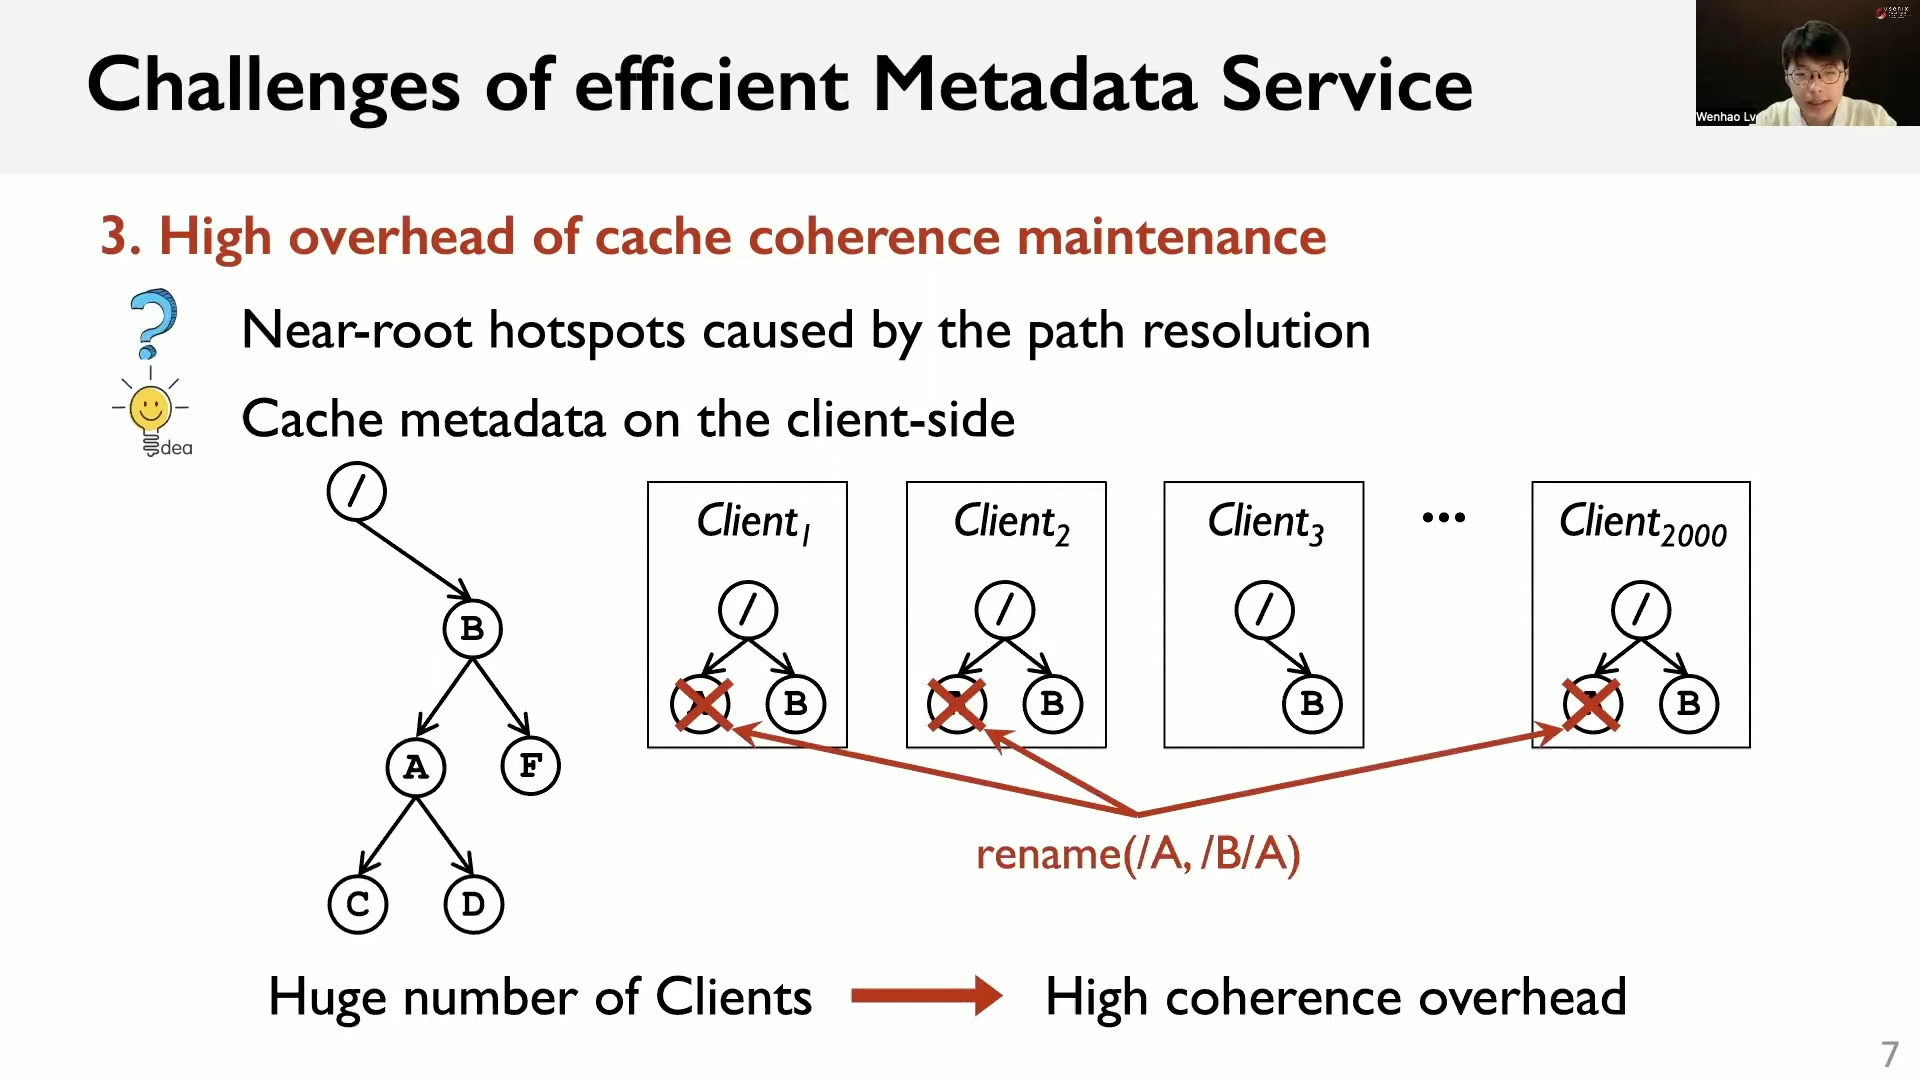 Challenges of efficient Metadata Service
Wenhao Lv
3. High overhead of cache coherence maintenance
Near-root hotspots caused by the path resolution
dea
Cache metadata on the client-side
/
B
A
F
C
D
Client1
/
B
Client2
/
B
Client3
/
B
...
Client2000
/
B
rename(/A, /B/A)
Huge number of Clients
High coherence overhead
7